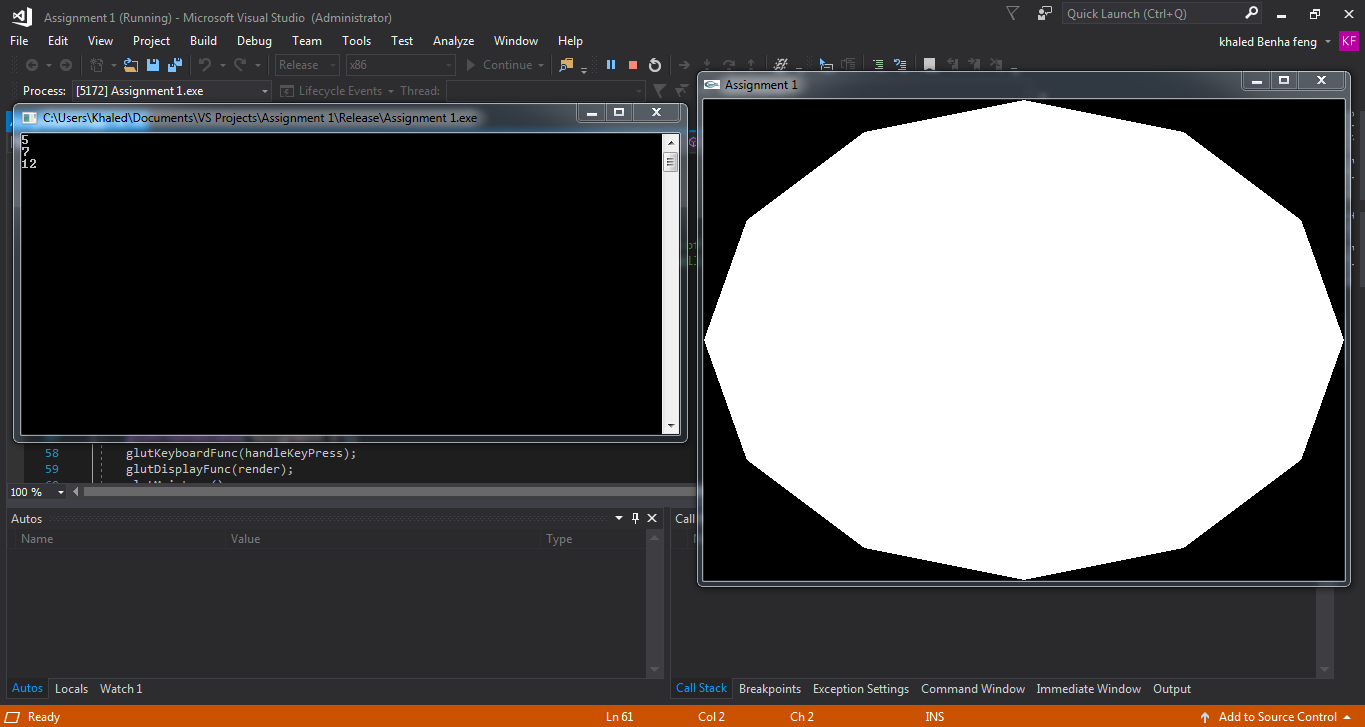 Assignment 1 (Running) - Microsoft Visual Studio (Administrator)
Quick Launch (Ctrl+Q)
File Edit View Project Build Debug Team Tools Test Analyze Window Help
khaled Benha feng KF
Release x86 Continue
Process: [5172] Assignment 1.exe Lifecycle Events Thread:
Assignment 1
C:\Users\Khaled\Documents\VS Projects\Assignment 1\Release\Assignment 1.exe
5
7
12
58 glutKeyboardFunc(handleKeyPress);
59 glutDisplayFunc(render);
100 %
Autos
Call
Name Value Type
Autos Locals Watch 1
Call Stack Breakpoints Exception Settings Command Window Immediate Window Output
Ready Ln 61 Col 2 Ch 2 INS Add to Source Control